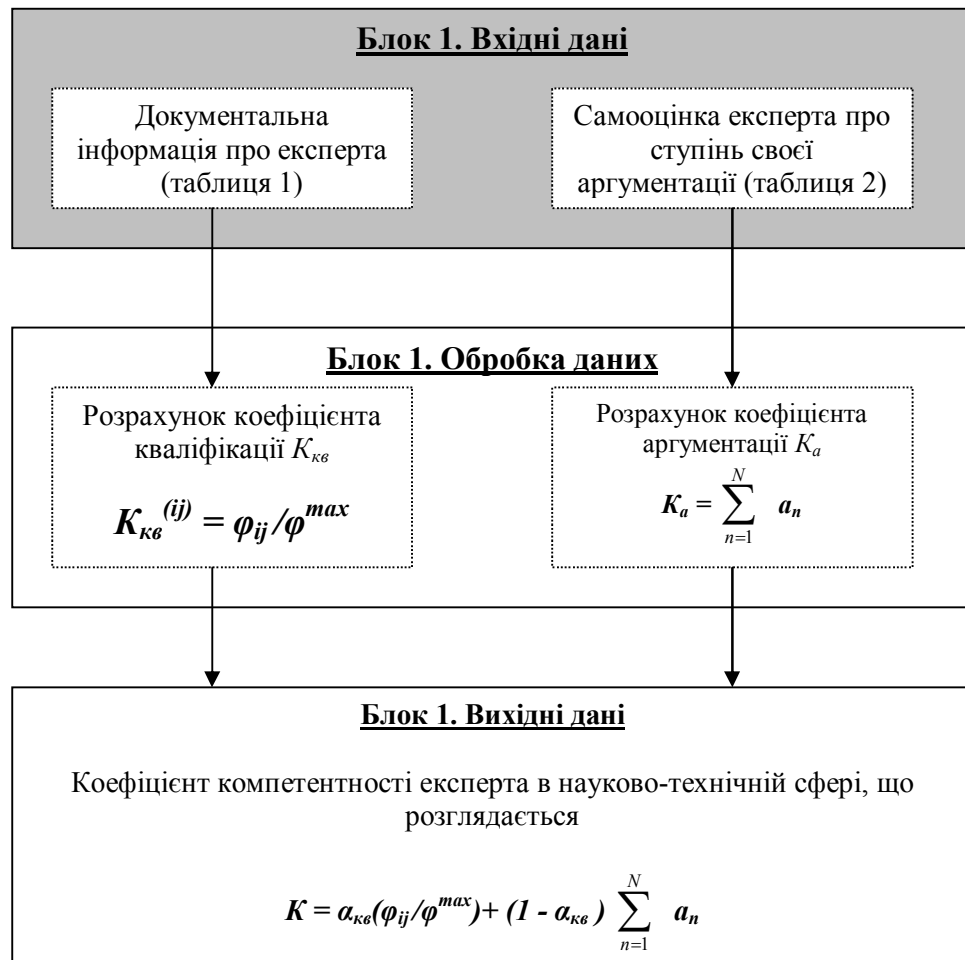 Блок 1. Вхідні дані
Документальна
інформація про експерта
(таблиця 1)
Самооцінка експерта про
ступінь своєї
аргументації (таблиця 2)
Блок 1. Обробка даних
Розрахунок коефіцієнта
кваліфікації Kкв
Kкв(ij) = φij /φmax
Розрахунок коефіцієнта
аргументації Ka
Ka = ∑n=1N an
Блок 1. Вихідні дані
Коефіцієнт компетентності експерта в науково-технічній сфері, що
розглядається
K = αкв(φij/φmax)+ (1 - αкв ) ∑n=1N an